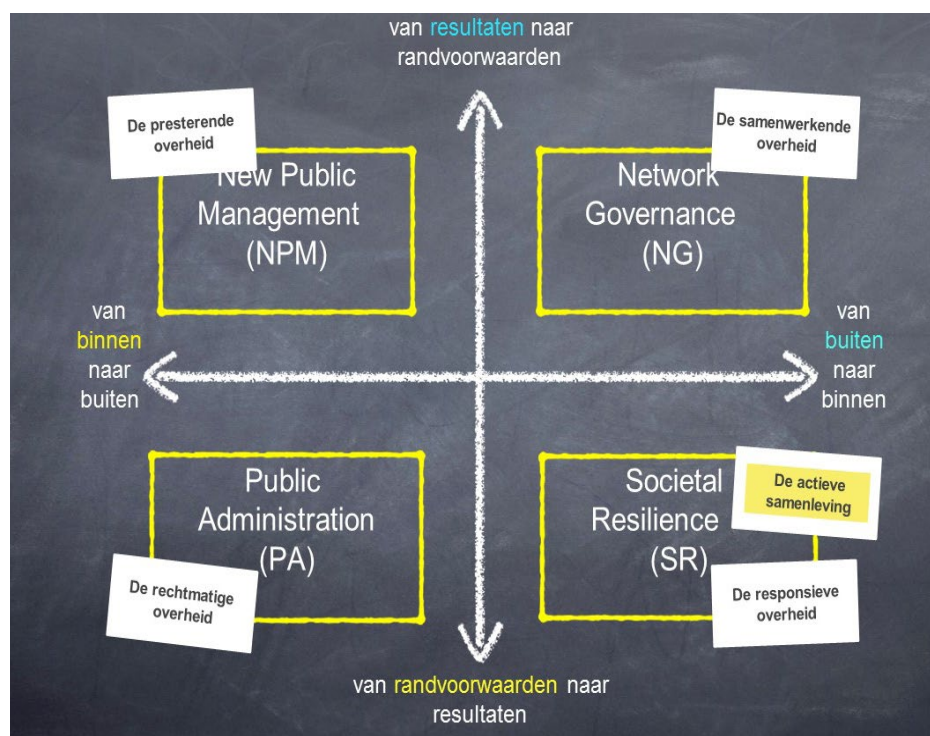 van resultaten naar
randvoorwaarden
De presterende
overheid
New Public
Management
(NPM)
De samenwerkende
overheid
Network
Governance
(NG)
van
binnen
naar
buiten
van
buiten
naar
binnen
Public
Administration
(PA)
De rechtmatige
overheid
Societal
Resilience
(SR)
De actieve
samenleving
De responsieve
overheid
van randvoorwaarden naar
resultaten